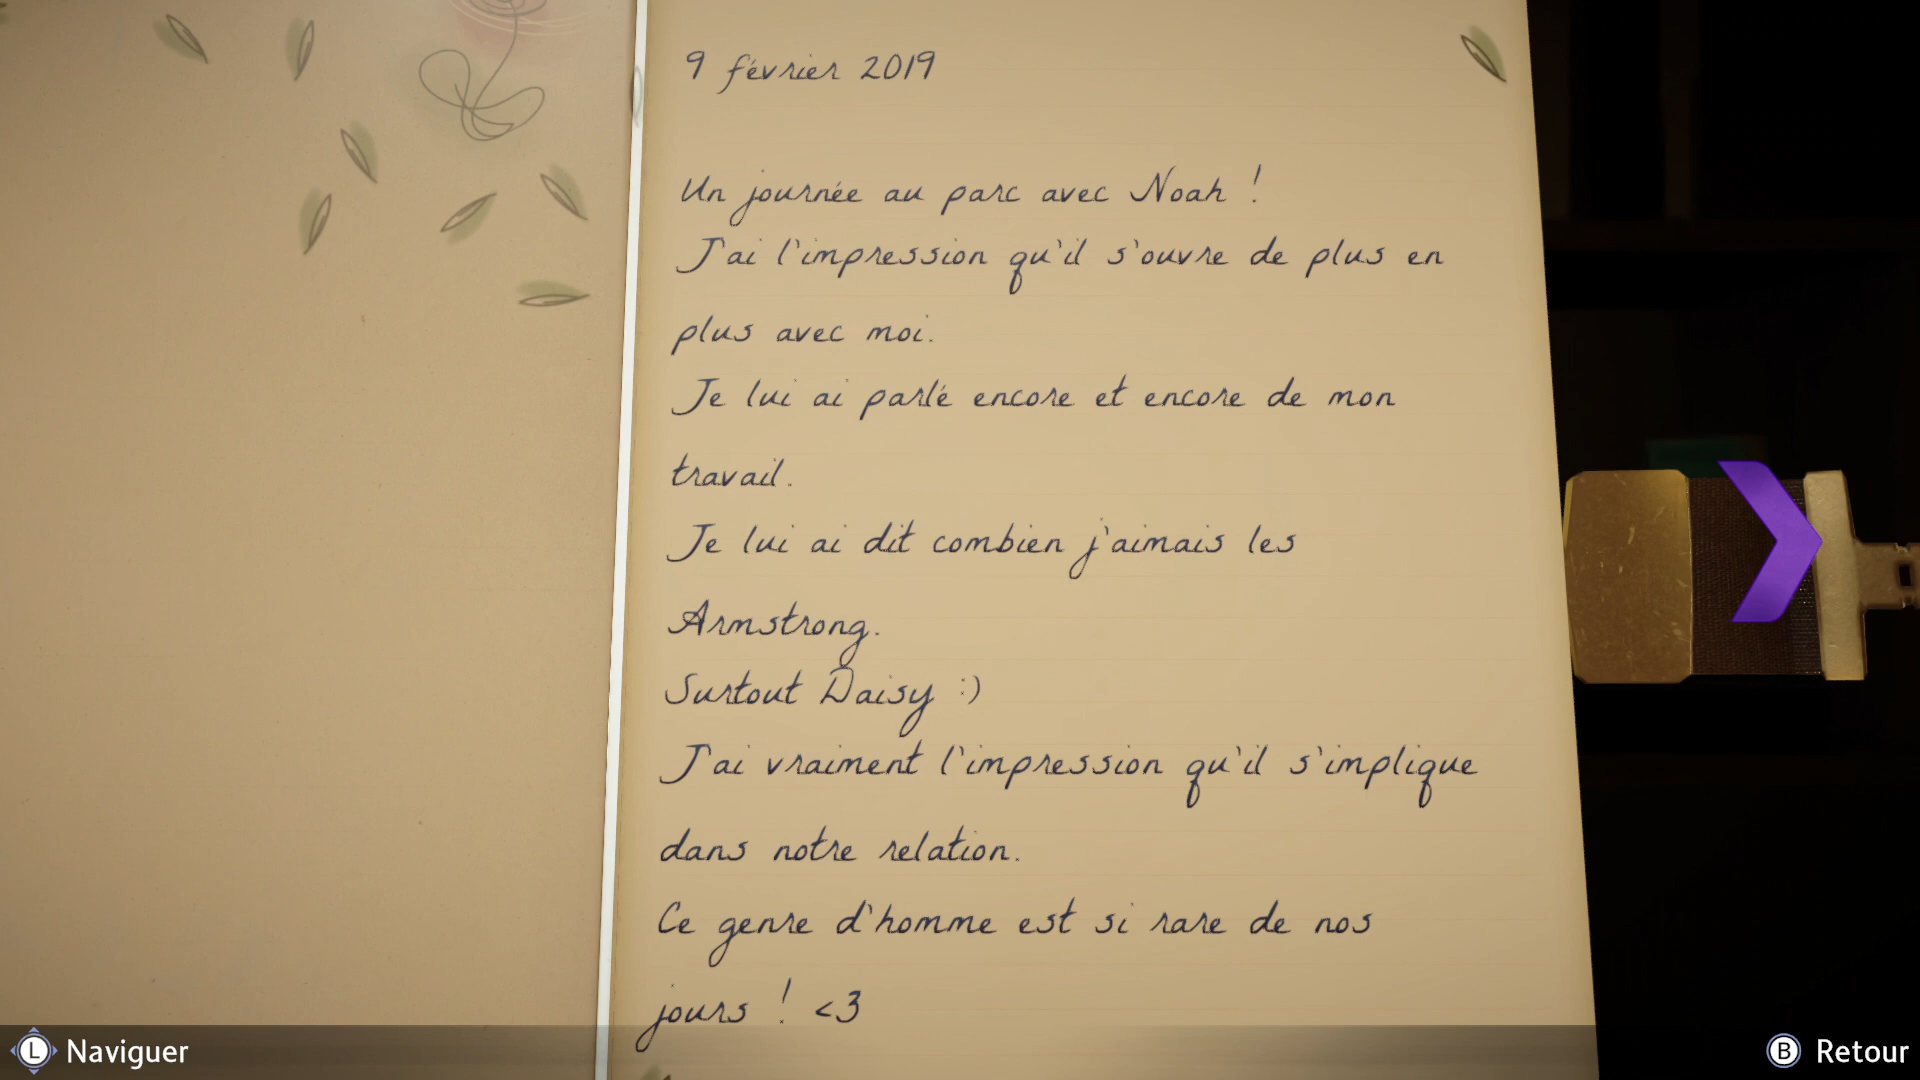 9 février 2019
Un journée au parc avec Noah !
J'ai l'impression qu'il s'ouvre de plus en
plus avec moi.
Je lui ai parlé encore et encore de mon
travail.
Je lui ai dit combien j'aimais les
Armstrong.
Surtout Daisy :)
J'ai vraiment l'impression qu'il s'implique
dans notre relation.
Ce genre d'homme est si rare de nos
jours ! <3
L Naviguer
B Retour